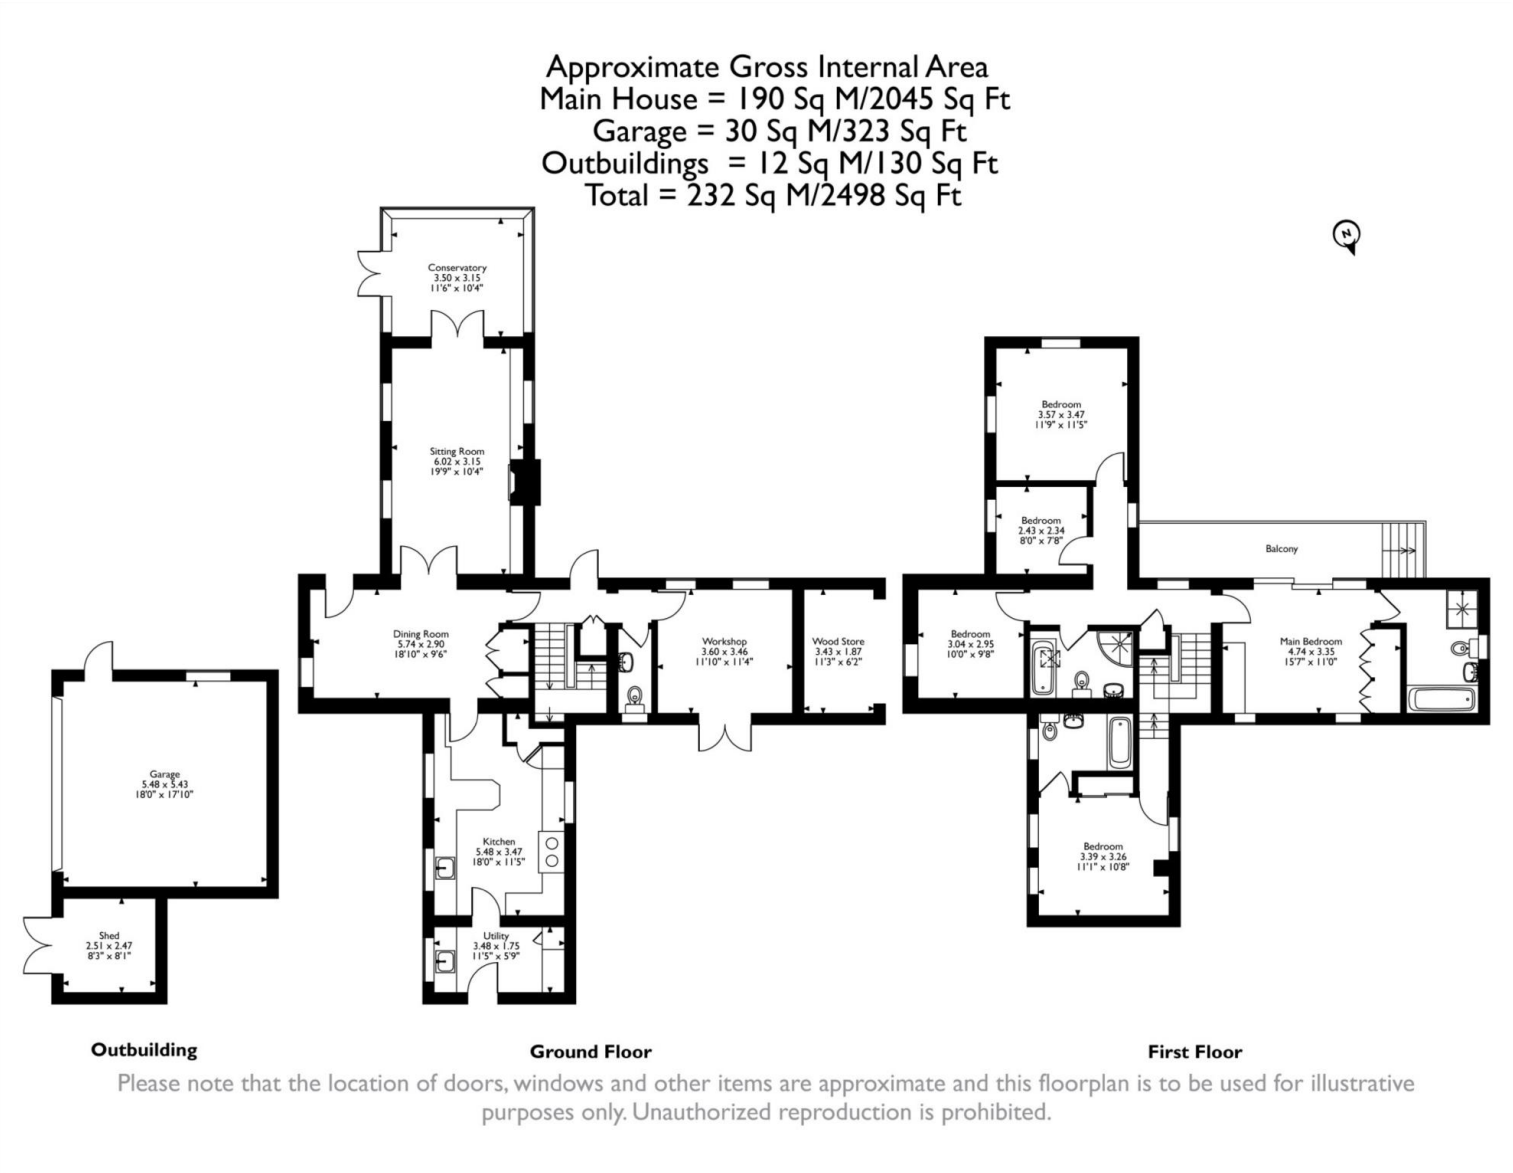 Approximate Gross Internal Area
Main House = 190 Sq M/2045 Sq Ft
Garage = 30 Sq M/323 Sq Ft
Outbuildings = 12 Sq M/130 Sq Ft
Total = 232 Sq M/2498 Sq Ft
N
Conservatory
3.50 x 3.15
11'6" x 10'4"
Sitting Room
6.02 x 3.15
19'9" x 10'4"
Dining Room
5.74 x 2.90
18'10" x 9'6"
Workshop
3.60 x 3.46
11'10" x 11'4"
Wood Store
3.43 x 1.87
11'3" x 6'2"
Kitchen
5.48 x 3.47
18'0" x 11'5"
Utility
3.48 x 1.75
11'5" x 5'9"
Garage
5.48 x 5.43
18'0" x 17'10"
Shed
2.51 x 2.47
8'3" x 8'1"
Bedroom
3.57 x 3.47
11'9" x 11'5"
Bedroom
2.43 x 2.34
8'0" x 7'8"
Balcony
Bedroom
3.04 x 2.95
10'0" x 9'8"
Main Bedroom
4.74 x 3.35
15'7" x 11'0"
Bedroom
3.39 x 3.26
11'1" x 10'8"
Outbuilding
Ground Floor
First Floor
Please note that the location of doors, windows and other items are approximate and this floorplan is to be used for illustrative
purposes only. Unauthorized reproduction is prohibited.